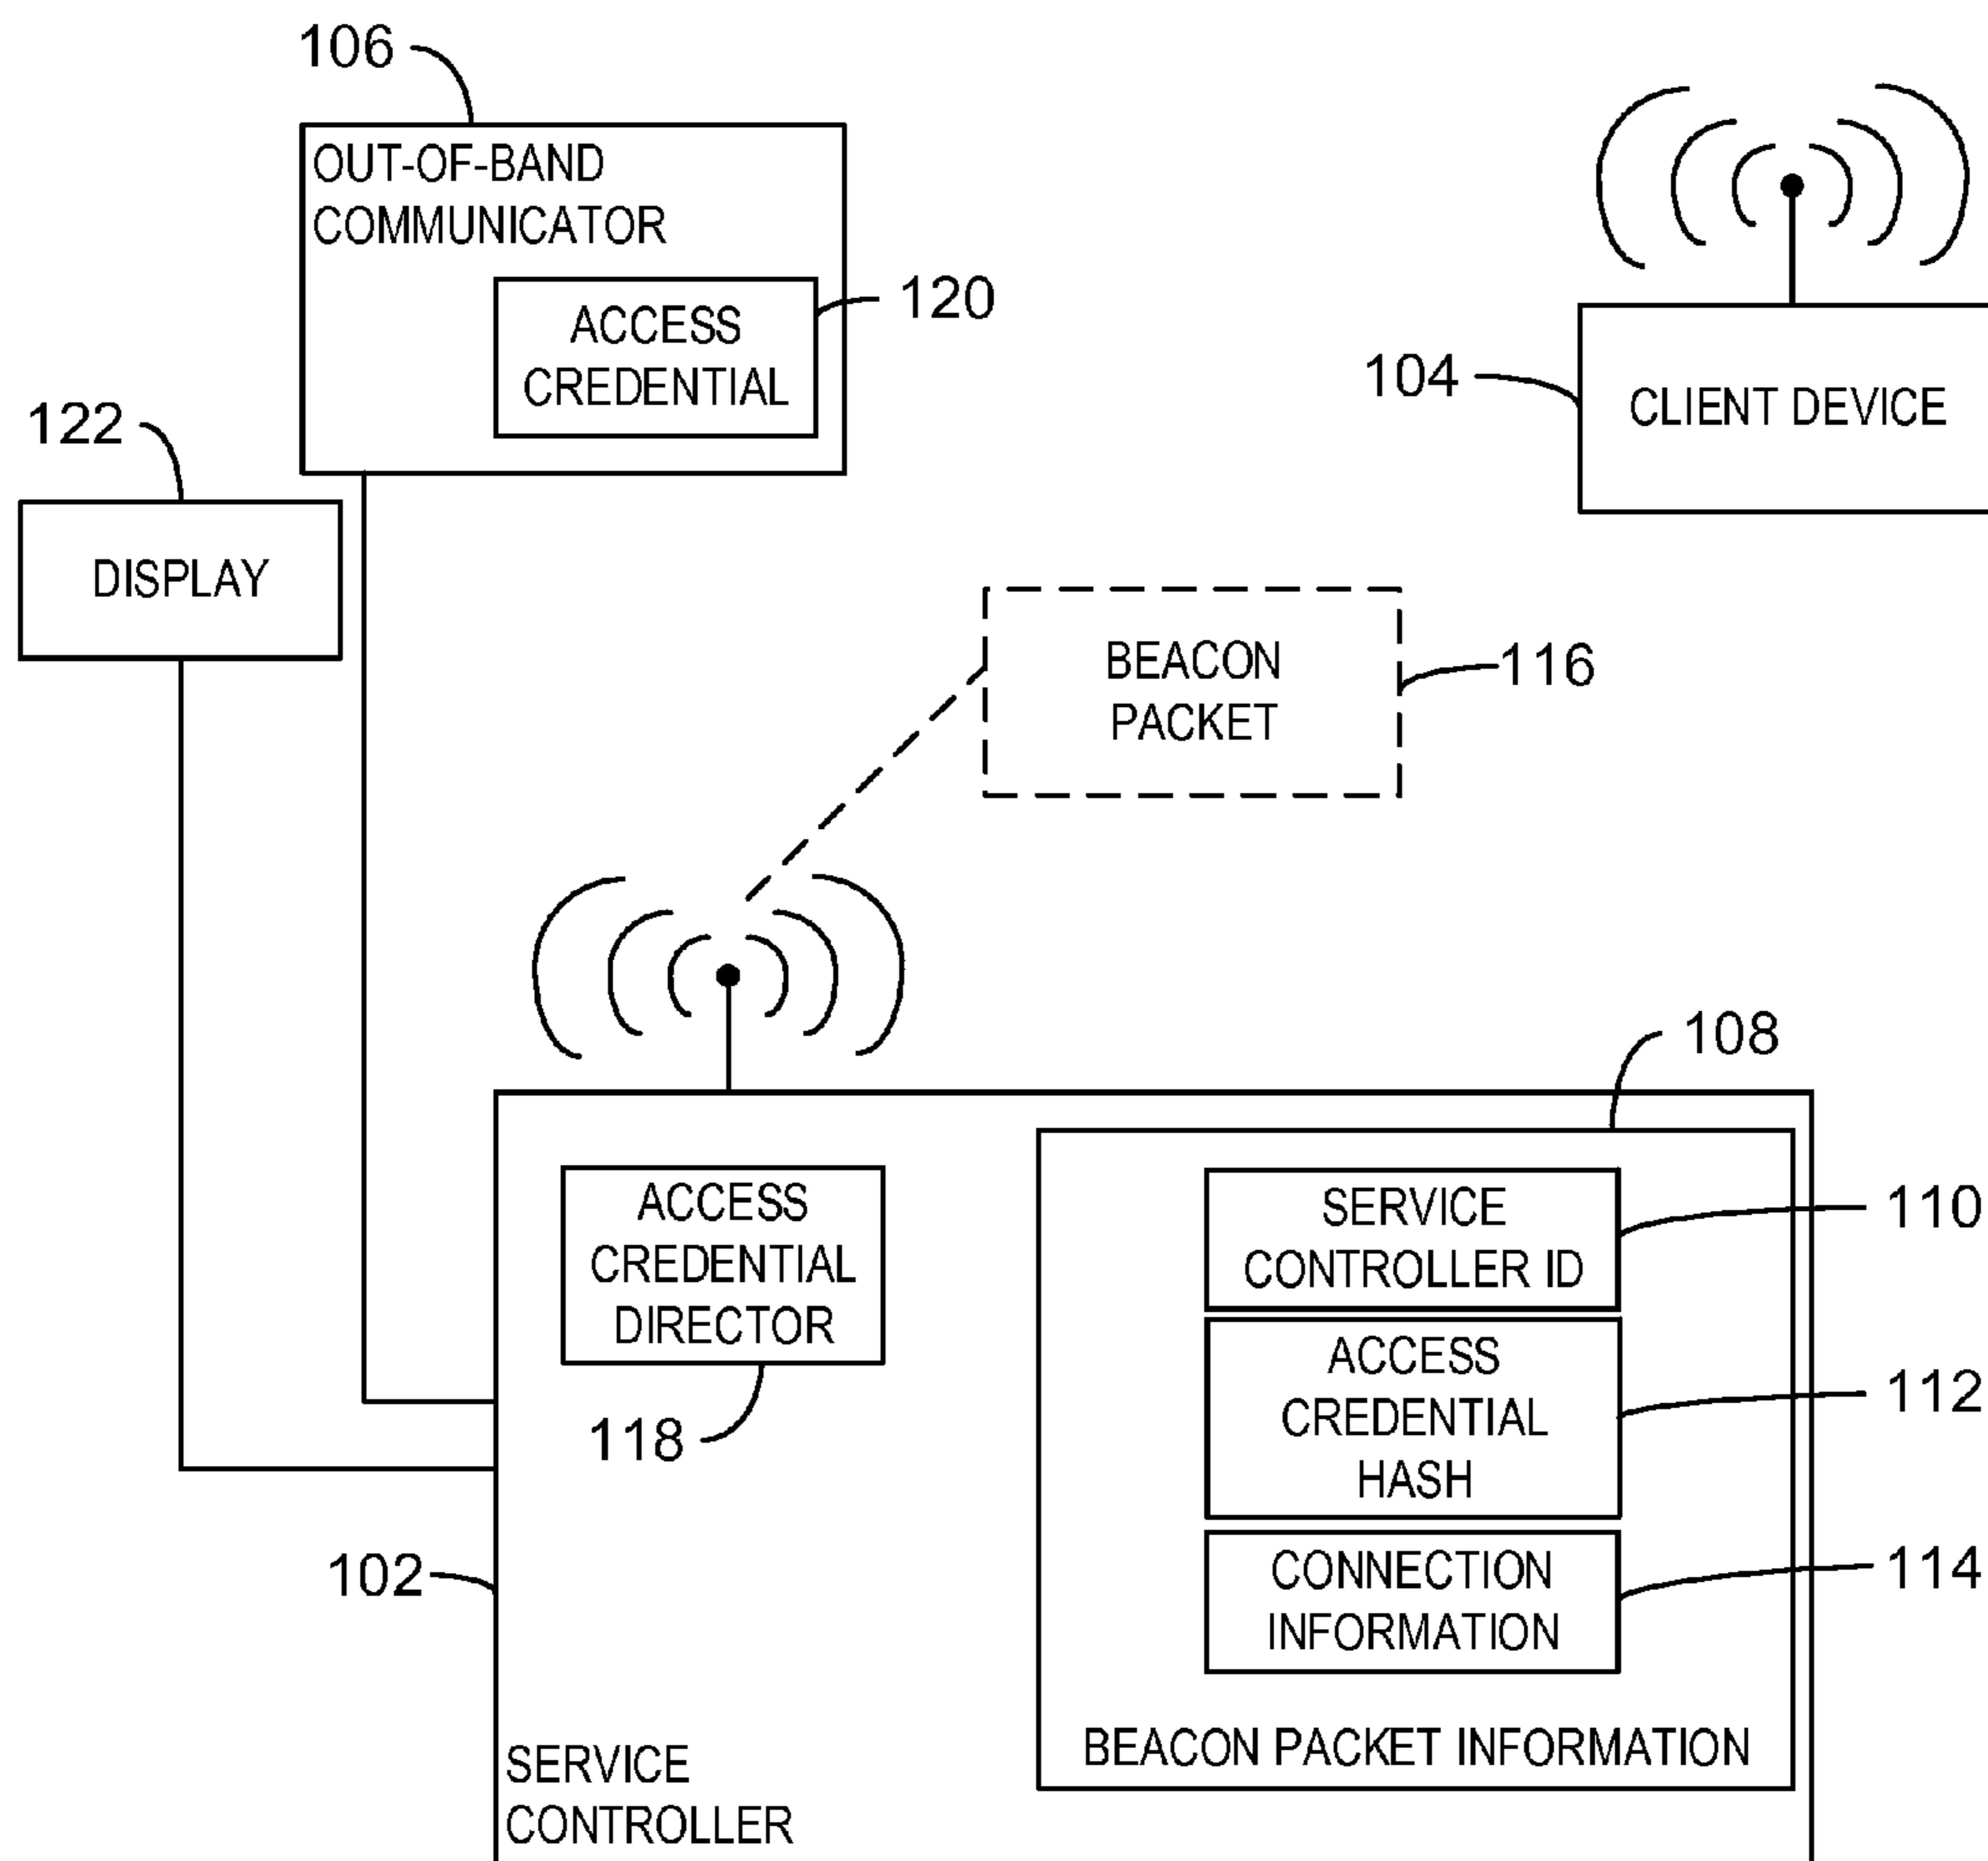 106
OUT-OF-BAND
COMMUNICATOR
ACCESS
CREDENTIAL
120
104
CLIENT DEVICE
122
DISPLAY
BEACON
PACKET
116
108
ACCESS
CREDENTIAL
DIRECTOR
118
SERVICE
CONTROLLER ID
110
ACCESS
CREDENTIAL
HASH
112
CONNECTION
INFORMATION
114
102
BEACON PACKET INFORMATION
SERVICE
CONTROLLER